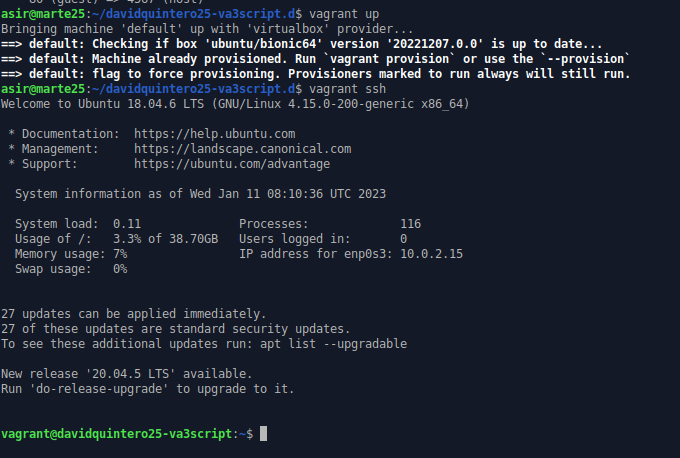 80 (guest) => 4567 (host)
asir@marte25:~/davidquintero25-va3script.d$ vagrant up
Bringing machine 'default' up with 'virtualbox' provider...
==> default: Checking if box 'ubuntu/bionic64' version '20221207.0.0' is up to date...
==> default: Machine already provisioned. Run `vagrant provision` or use the `--provision`
==> default: flag to force provisioning. Provisioners marked to run always will still run.
asir@marte25:~/davidquintero25-va3script.d$ vagrant ssh
Welcome to Ubuntu 18.04.6 LTS (GNU/Linux 4.15.0-200-generic x86_64)
* Documentation:  https://help.ubuntu.com
* Management:     https://landscape.canonical.com
* Support:        https://ubuntu.com/advantage
System information as of Wed Jan 11 08:10:36 UTC 2023
System load:  0.11              Processes:             116
Usage of /:   3.3% of 38.70GB   Users logged in:       0
Memory usage: 7%                IP address for enp0s3: 10.0.2.15
Swap usage:   0%
27 updates can be applied immediately.
27 of these updates are standard security updates.
To see these additional updates run: apt list --upgradable
New release '20.04.5 LTS' available.
Run 'do-release-upgrade' to upgrade to it.
vagrant@davidquintero25-va3script:~$